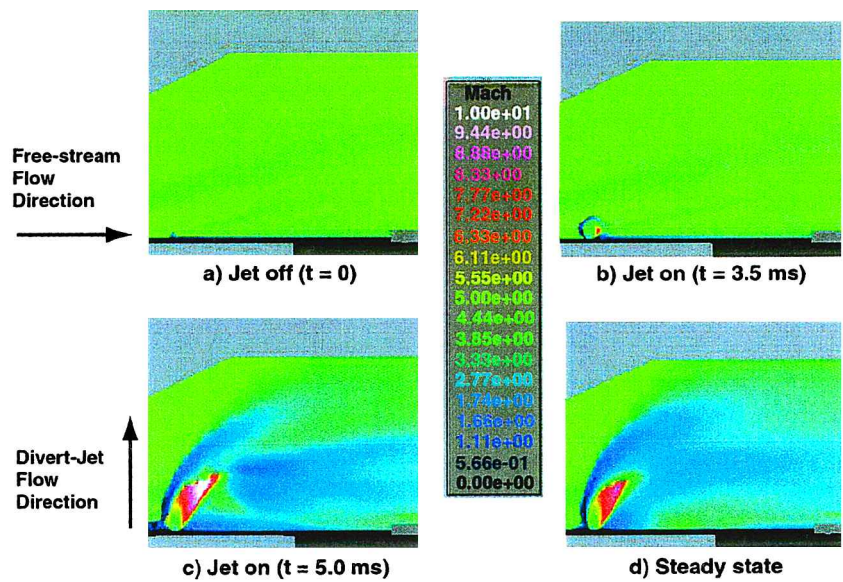 Free-stream
Flow
Direction
a) Jet off (t = 0)
Mach
1.00e+01
9.44e+00
8.88e+00
8.33+00
7.77e+00
7.22e+00
6.33e+00
6.11e+00
5.55e+00
5.00e+00
4.44e+00
3.85e+00
3.33e+00
2.77e+00
1.74e+00
1.66e+00
1.11e+00
5.66e-01
0.00e+00
b) Jet on (t = 3.5 ms)
Divert-Jet
Flow
Direction
c) Jet on (t = 5.0 ms)
d) Steady state